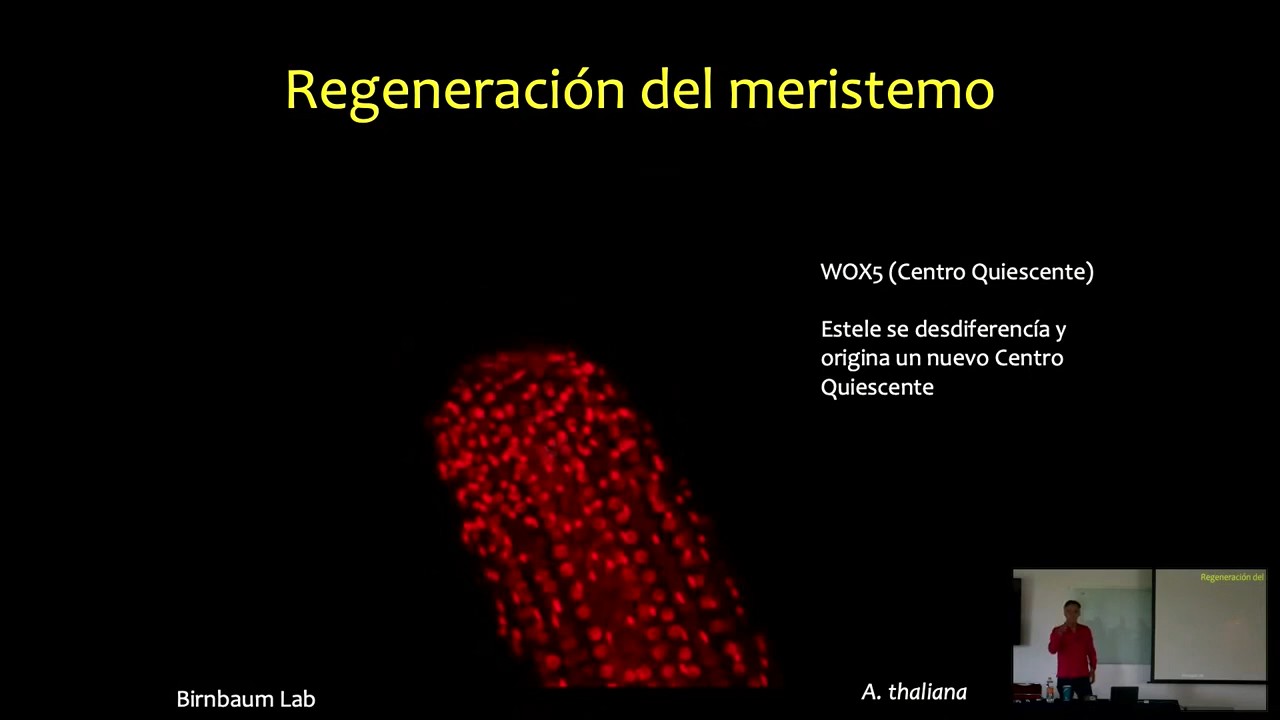 Regeneración del meristemo
WOX5 (Centro Quiescente)
Estele se desdiferencía y
origina un nuevo Centro
Quiescente
Regeneración del
Birnbaum Lab
A. thaliana